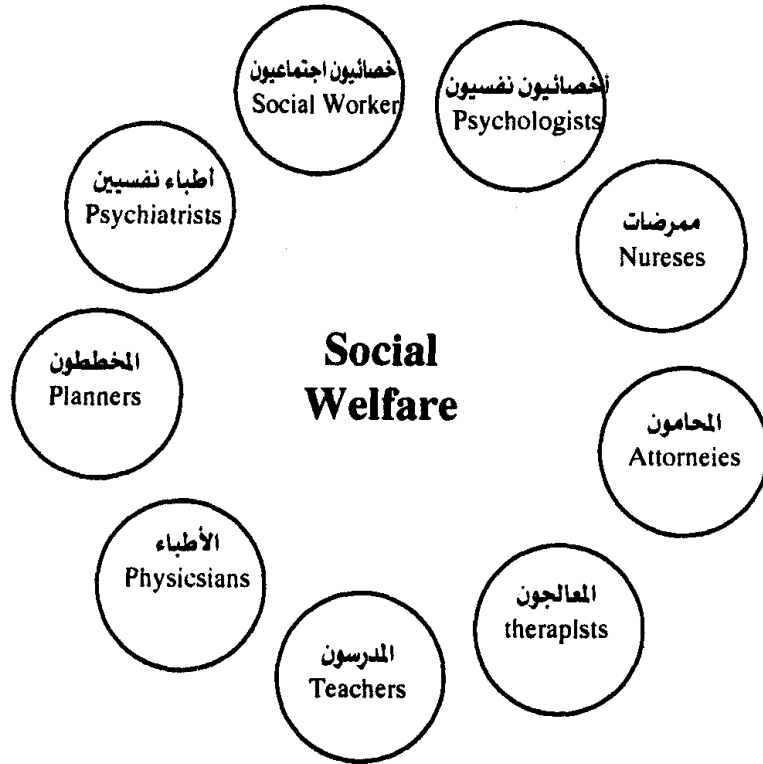 خصائيون اجتماعيون
Social Worker
أخصائيون نفسيون
Psychologists
أطباء نفسيين
Psychiatrists
ممرضات
Nureses
Social
Welfare
المخططون
Planners
المحامون
Attorneies
الأطباء
Physicsians
المعالجون
theraplsts
المدرسون
Teachers